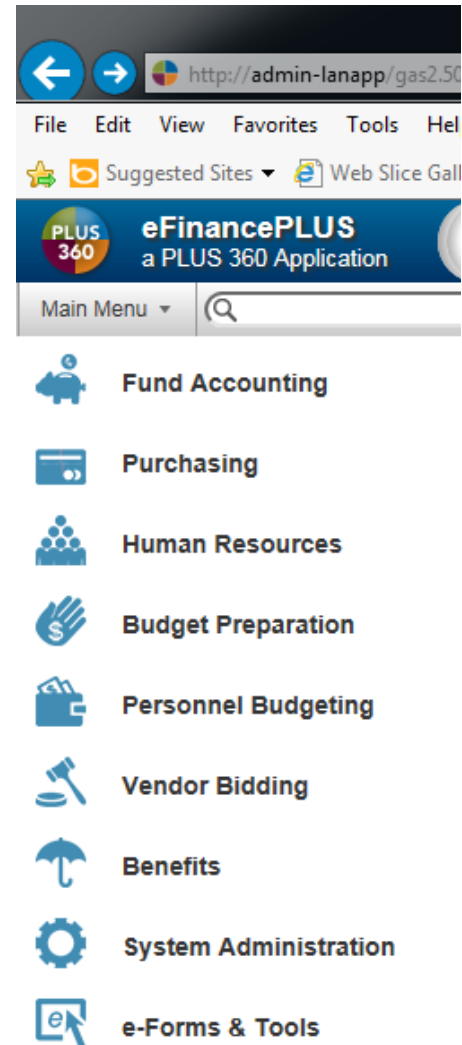 http://admin-lanapp/gas2.50
File Edit View Favorites Tools Hel
Suggested Sites Web Slice Gall
PLUS 360
eFinancePLUS
a PLUS 360 Application
Main Menu
Fund Accounting
Purchasing
Human Resources
Budget Preparation
Personnel Budgeting
Vendor Bidding
Benefits
System Administration
e-Forms & Tools